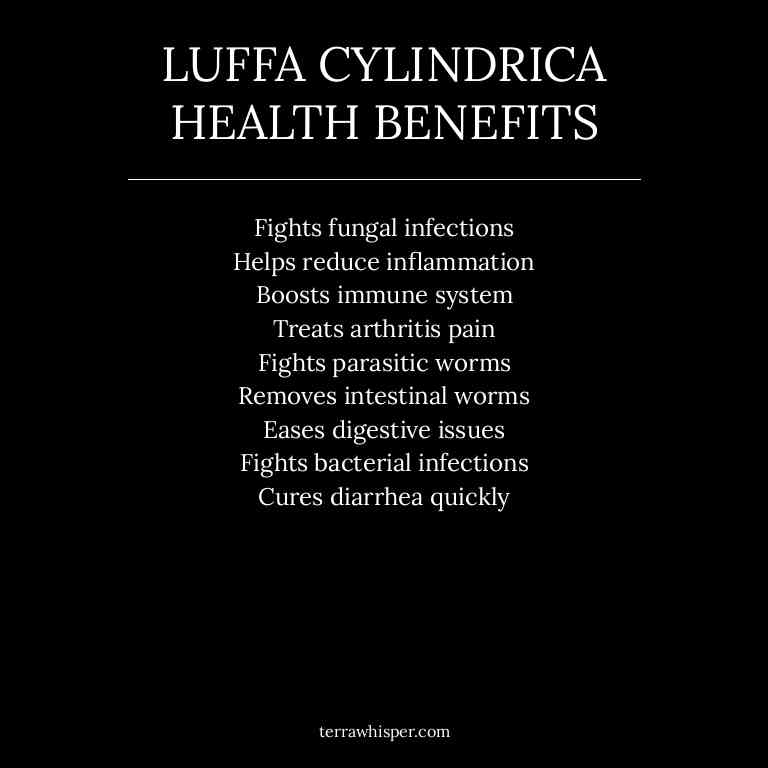 LUFFA CYLINDRICA
HEALTH BENEFITS
Fights fungal infections
Helps reduce inflammation
Boosts immune system
Treats arthritis pain
Fights parasitic worms
Removes intestinal worms
Eases digestive issues
Fights bacterial infections
Cures diarrhea quickly
terrawhisper.com